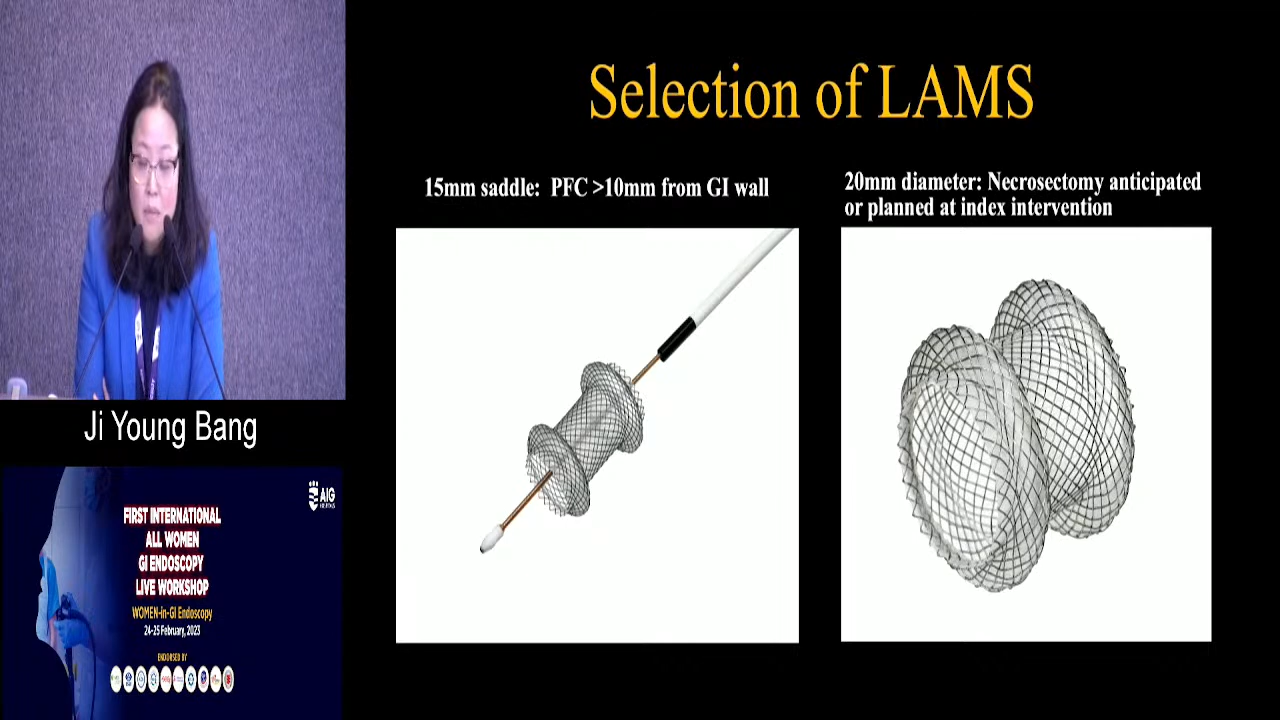 Selection of LAMS
15mm saddle: PFC >10mm from GI wall
20mm diameter: Necrosectomy anticipated
or planned at index intervention
Ji Young Bang
AIG
HOSPITALS
FIRST INTERNATIONAL
ALL WOMEN
GI ENDOSCOPY
LIVE WORKSHOP
WOMEN-in-GI Endoscopy
24-25 February, 2023
ENDORSED BY